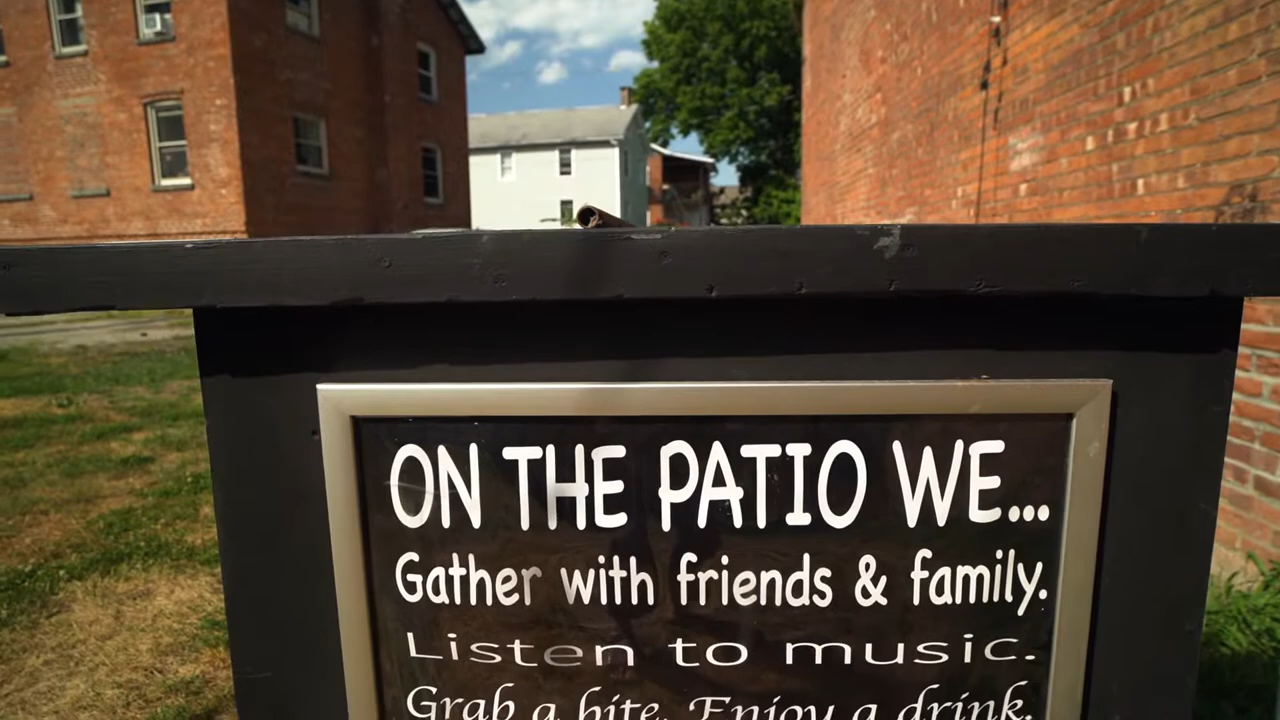 ON THE PATIO WE...
Gather with friends & family.
Listen to music.
Grab a bite. Enjoy a drink.